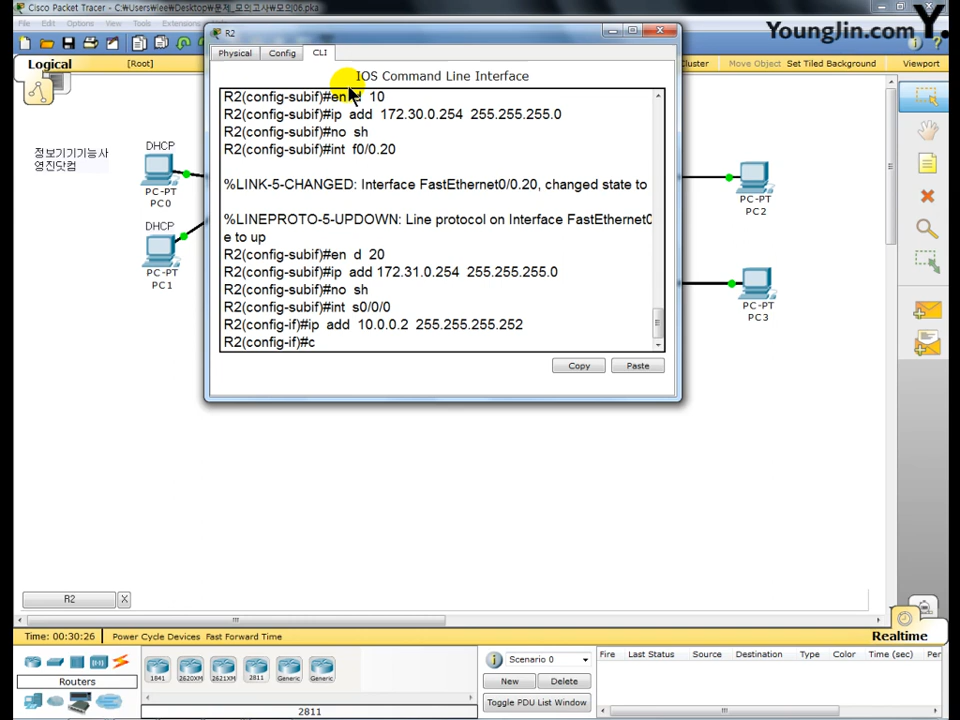 Cisco Packet Tracer - C:\Users\lee\Desktop\문제_모의고사\모의06.pka
File Edit Options View Tools Extensions
YoungJin.com Y.
Logical
[Root]
Cluster
Move Object
Set Tiled Background
Viewport
R2
Physical
Config
CLI
IOS Command Line Interface
R2(config-subif)#en d 10
R2(config-subif)#ip add 172.30.0.254 255.255.255.0
R2(config-subif)#no sh
R2(config-subif)#int f0/0.20
%LINK-5-CHANGED: Interface FastEthernet0/0.20, changed state to
%LINEPROTO-5-UPDOWN: Line protocol on Interface FastEthernet0
e to up
R2(config-subif)#en d 20
R2(config-subif)#ip add 172.31.0.254 255.255.255.0
R2(config-subif)#no sh
R2(config-subif)#int s0/0/0
R2(config-if)#ip add 10.0.0.2 255.255.255.252
R2(config-if)#c
Copy
Paste
정보기기기능사
영진닷컴
DHCP
PC-PT
PC0
DHCP
PC-PT
PC1
PC-PT
PC2
PC-PT
PC3
R2
X
Time: 00:30:26
Power Cycle Devices Fast Forward Time
Realtime
Routers
1841
2620XM
2621XM
2811
Generic
Generic
2811
Scenario 0
New
Delete
Toggle PDU List Window
Fire
Last Status
Source
Destination
Type
Color
Time (sec)
Per